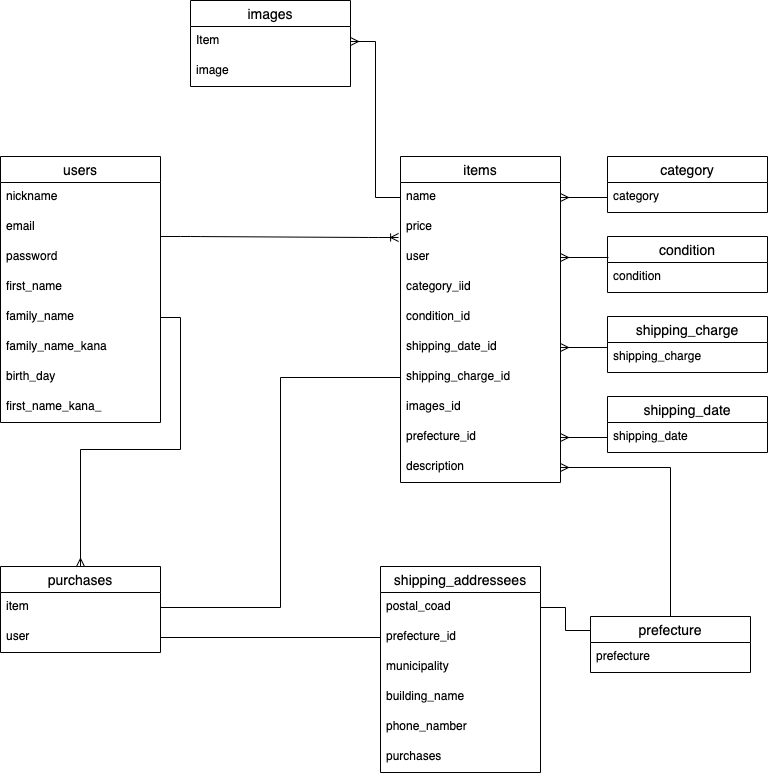 images
Item
image
users
nickname
email
password
first_name
family_name
family_name_kana
birth_day
first_name_kana_
items
name
price
user
category_iid
condition_id
shipping_date_id
shipping_charge_id
images_id
prefecture_id
description
category
category
condition
condition
shipping_charge
shipping_charge
shipping_date
shipping_date
purchases
item
user
shipping_addressees
postal_coad
prefecture_id
municipality
building_name
phone_namber
purchases
prefecture
prefecture